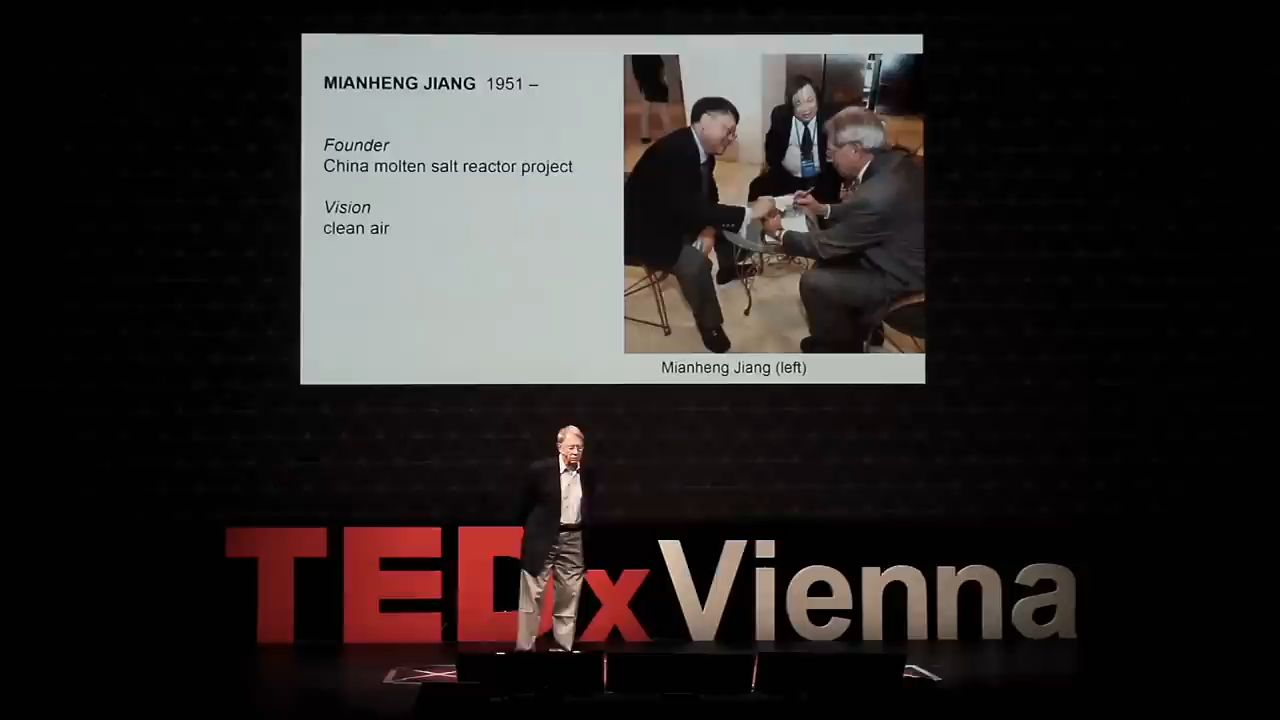 MIANHENG JIANG 1951 –
Founder
China molten salt reactor project
Vision
clean air
Mianheng Jiang (left)
TEDxVienna